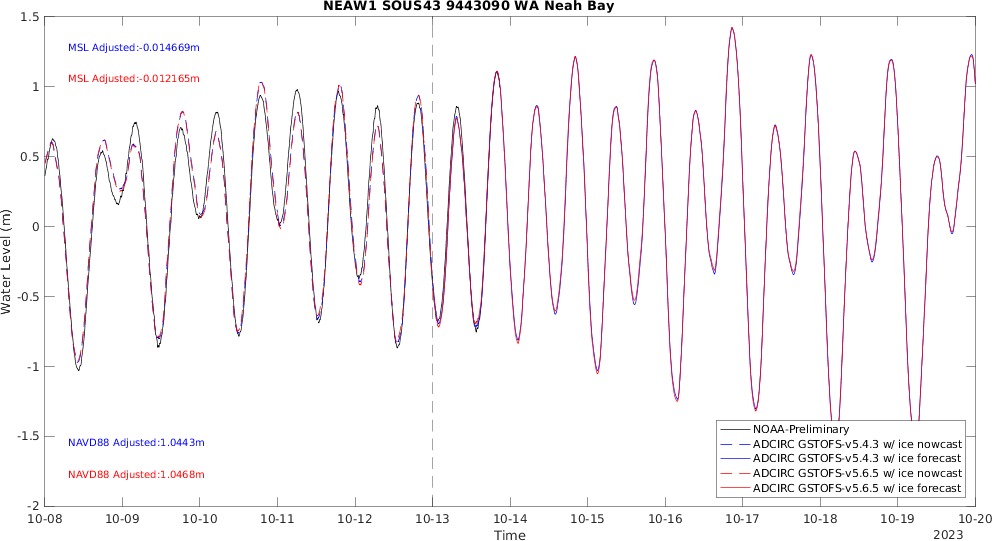 NEAW1 SOUS43 9443090 WA Neah Bay
1.5
1
0.5
0
-0.5
-1
-1.5
-2
Water Level (m)
MSL Adjusted:-0.014669m
MSL Adjusted:-0.012165m
NAVD88 Adjusted:1.0443m
NAVD88 Adjusted:1.0468m
NOAA-Preliminary
ADCIRC GSTOFS-v5.4.3 w/ ice nowcast
ADCIRC GSTOFS-v5.4.3 w/ ice forecast
ADCIRC GSTOFS-v5.6.5 w/ ice nowcast
ADCIRC GSTOFS-v5.6.5 w/ ice forecast
10-08 10-09 10-10 10-11 10-12 10-13 10-14 10-15 10-16 10-17 10-18 10-19 10-20
Time
2023